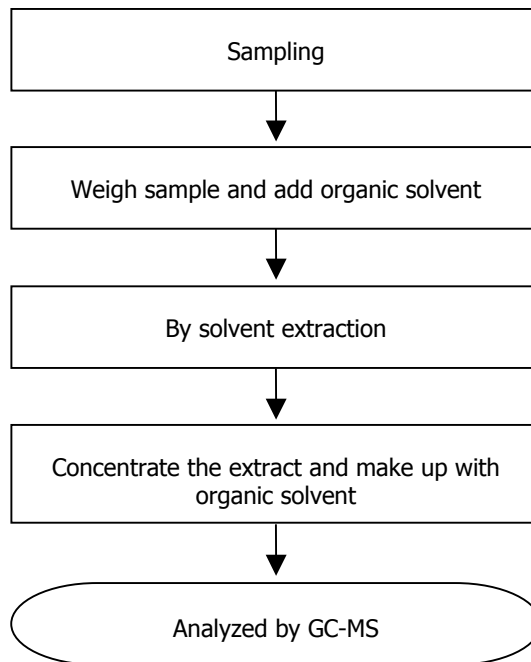 Sampling
Weigh sample and add organic solvent
By solvent extraction
Concentrate the extract and make up with
organic solvent
Analyzed by GC-MS